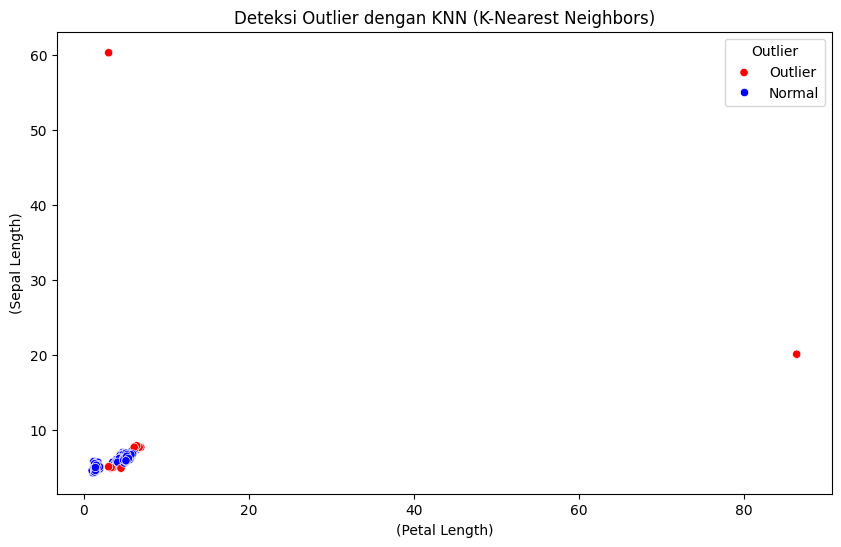 Deteksi Outlier dengan KNN (K-Nearest Neighbors)
Outlier
Outlier
Normal
(Sepal Length)
60
50
40
30
20
10
0
20
40
60
80
(Petal Length)